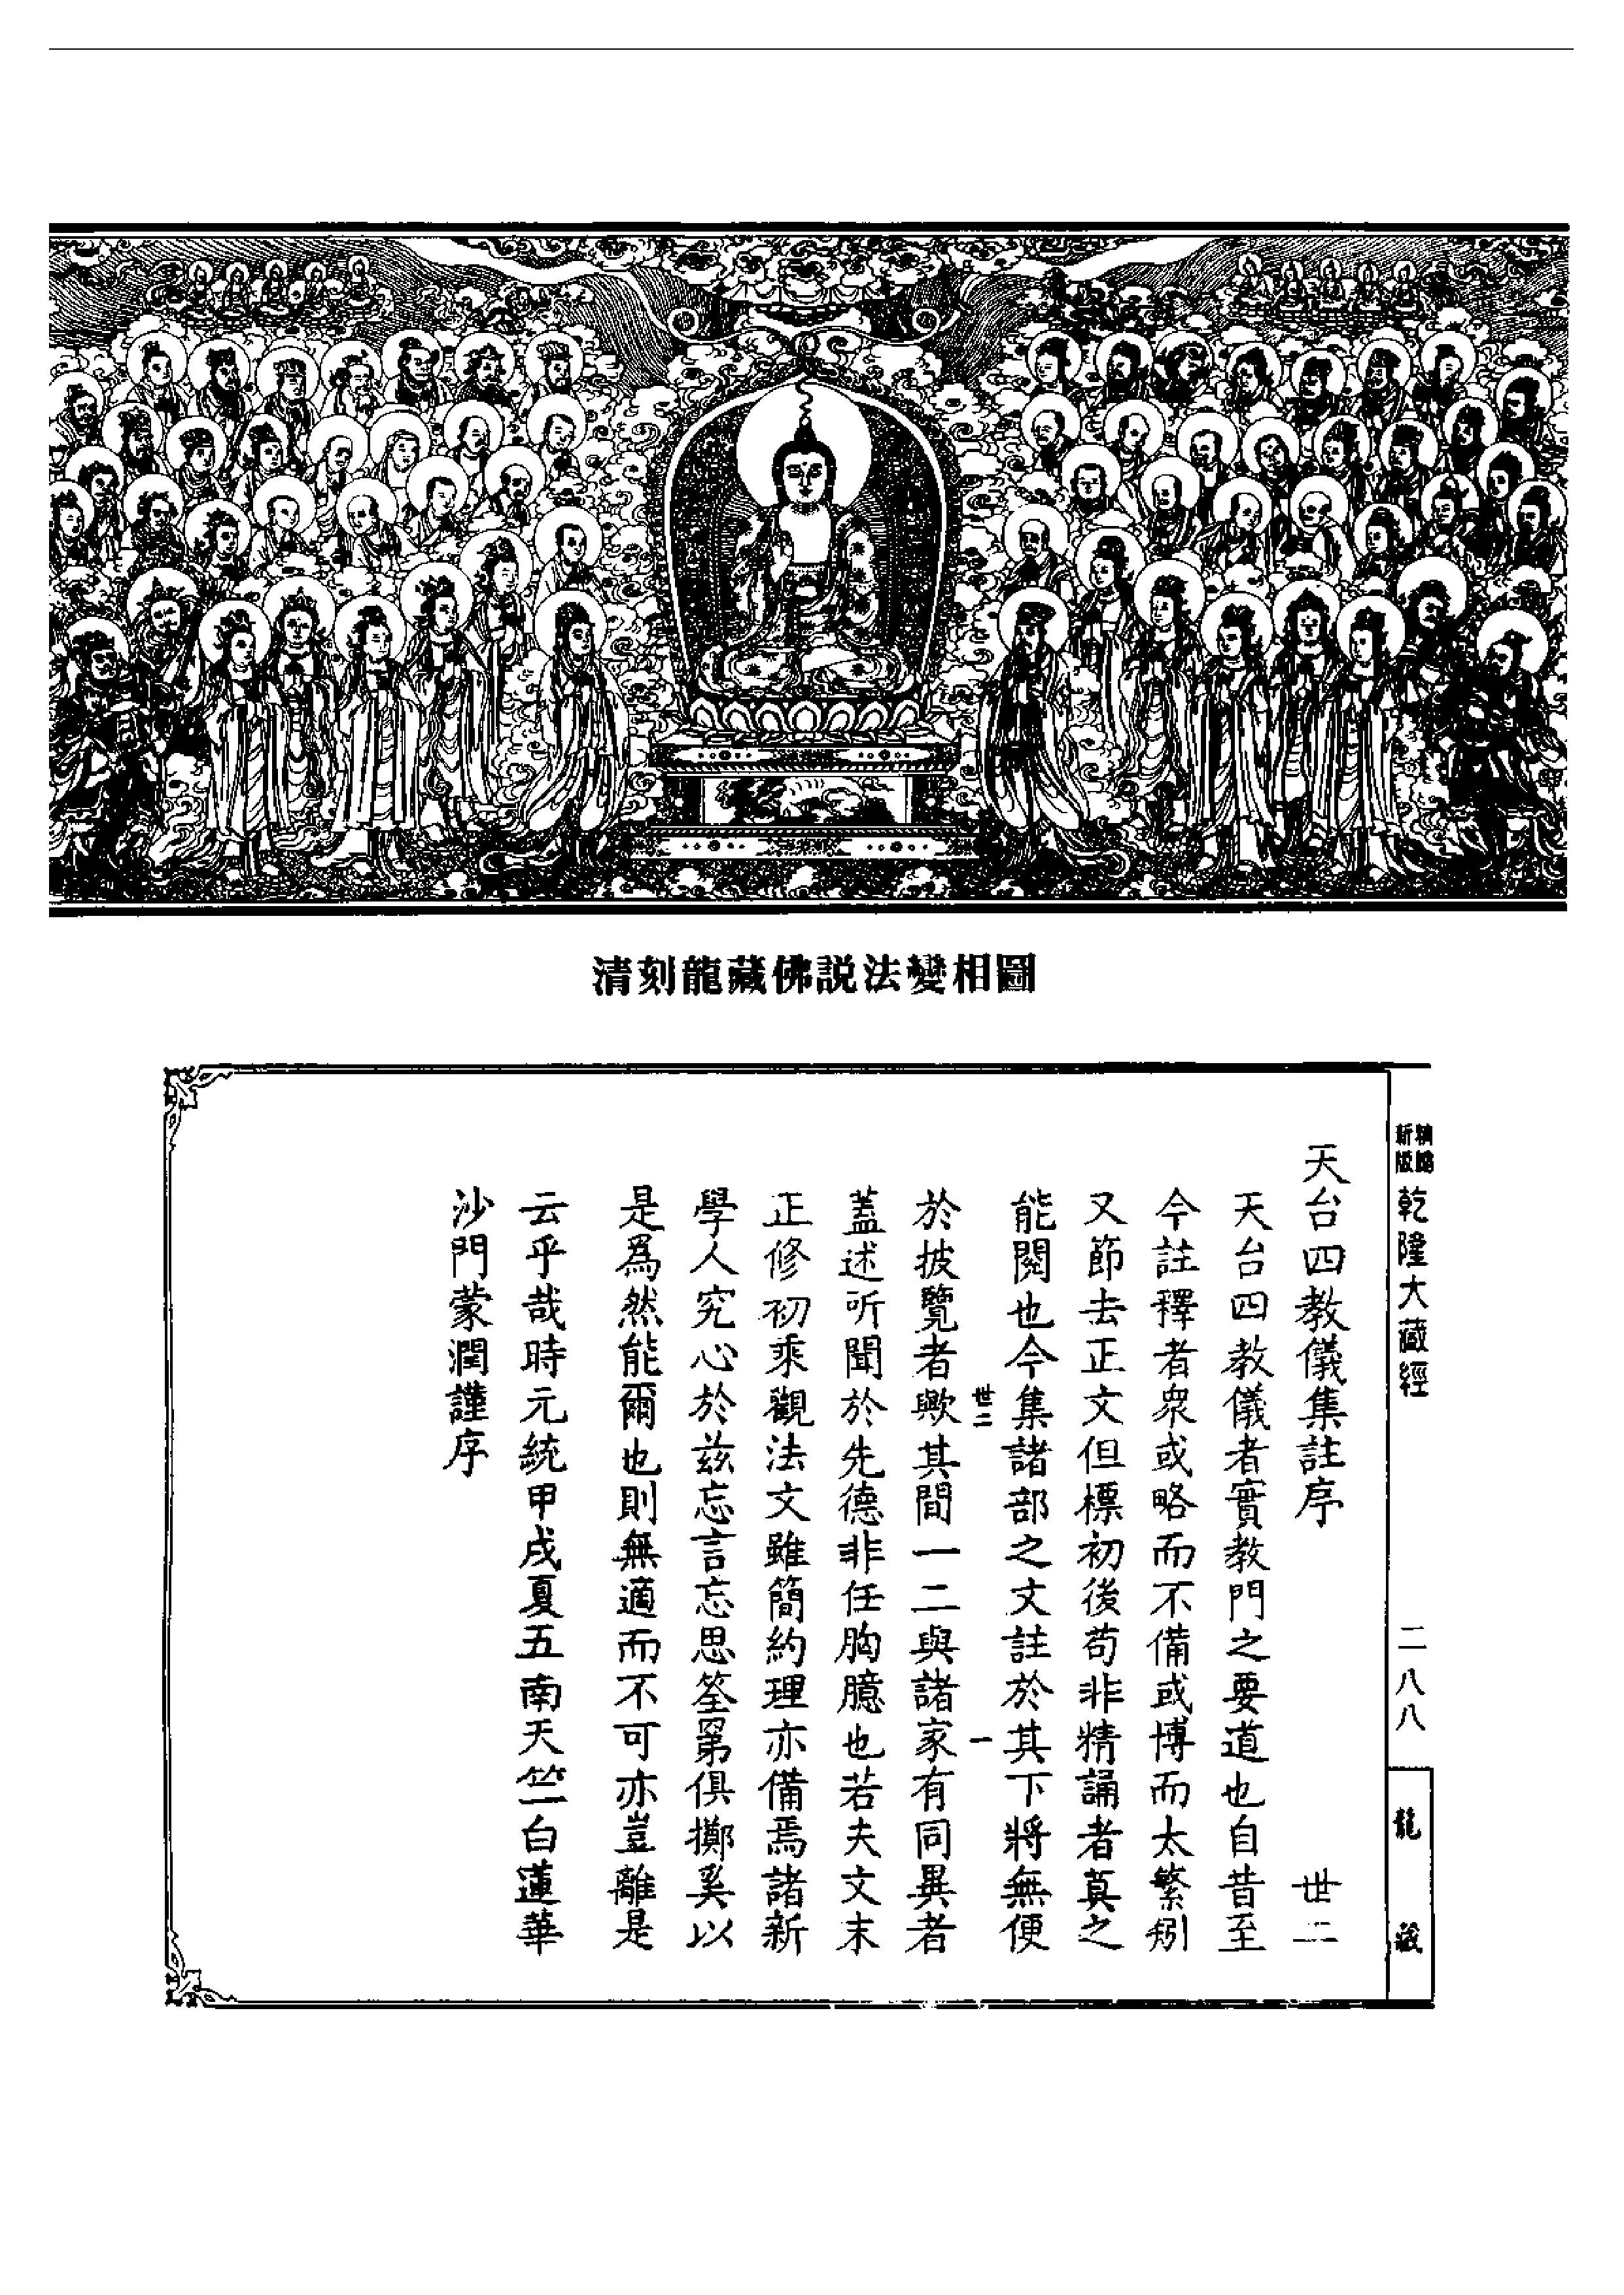 清刻龍藏佛説法變相圖
新版
乾隆大藏經
二八八
龍藏
天台四教儀集註序 世二
天台四教儀者實教門之要道也自昔至
今註釋者衆或略而不備或博而太繁矧
又節去正文但標初後苟非精誦者莫之
能閱也今集諸部之文註於其下將無便
世二 一
於披覽者歟其間一二與諸家有同異者
蓋述所聞於先德非任胸臆也若夫文末
正修初乘觀法文雖簡約理亦備焉諸新
學人究心於兹忘言忘思筌罤俱擲奚以
是爲然能爾也則無適而不可亦豈離是
云乎哉時元統甲戌夏五南天竺白蓮華
沙門蒙潤謹序